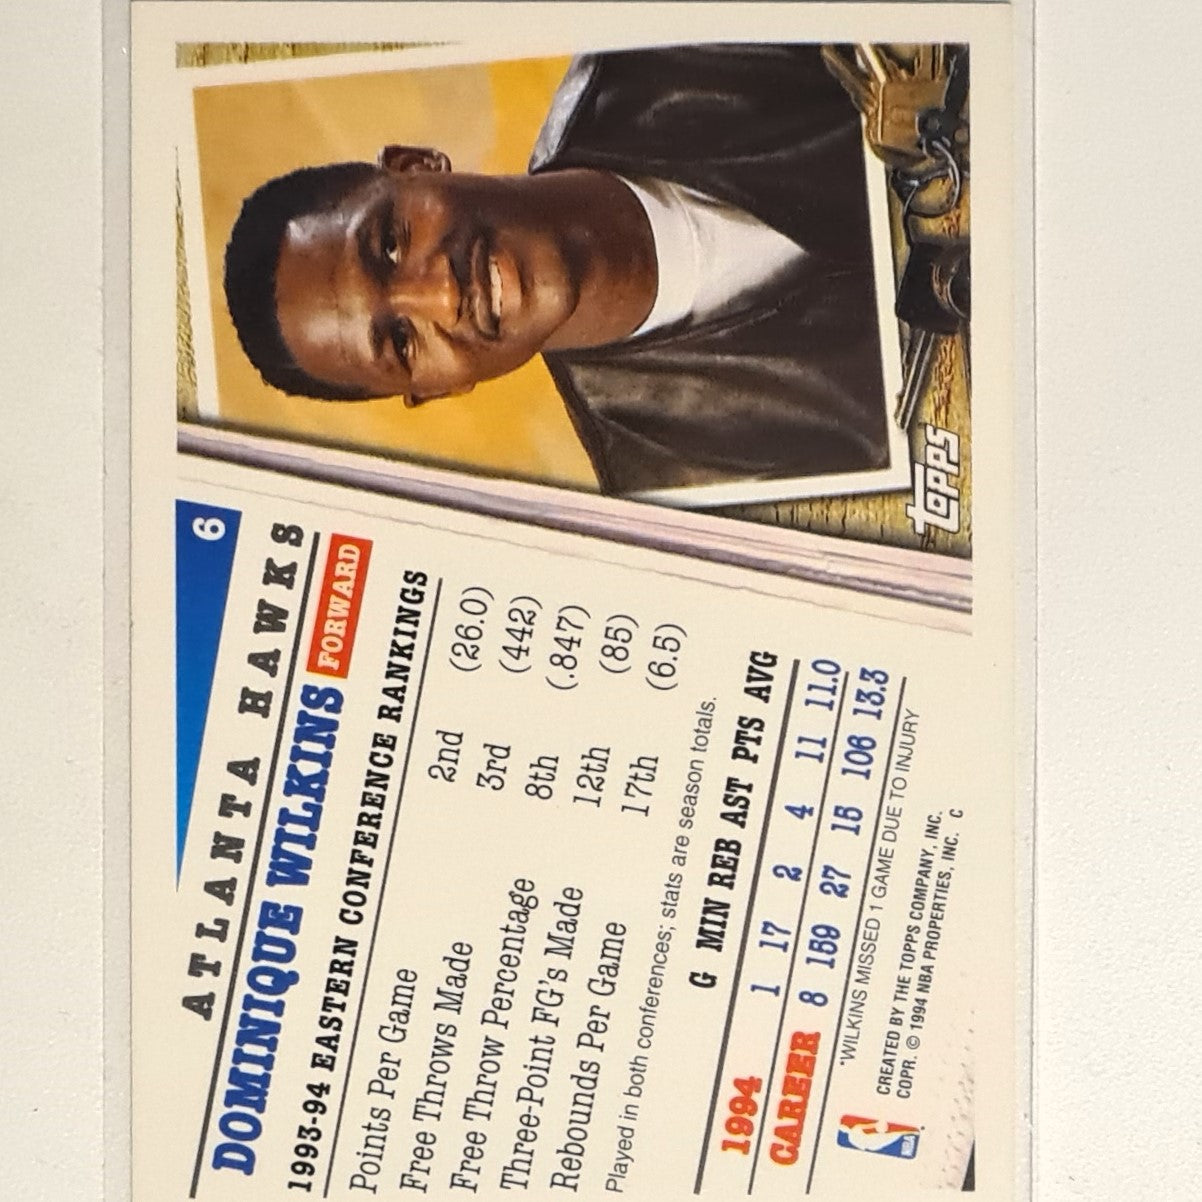 6
ATLANTA HAWKS
DOMINIQUE WILKINS FORWARD
1993-94 EASTERN CONFERENCE RANKINGS
Points Per Game 2nd (26.0)
Free Throws Made 3rd (442)
Free Throw Percentage 8th (.847)
Three-Point FG's Made 12th (85)
Rebounds Per Game 17th (6.5)
Played in both conferences; stats are season totals.
G MIN REB AST PTS AVG
1994 1 17 2 4 11 11.0
CAREER 8 159 27 16 106 13.3
*WILKINS MISSED 1 GAME DUE TO INJURY
CREATED BY THE TOPPS COMPANY, INC.
COPR. © 1994 NBA PROPERTIES, INC. C
NBA
TOPPS